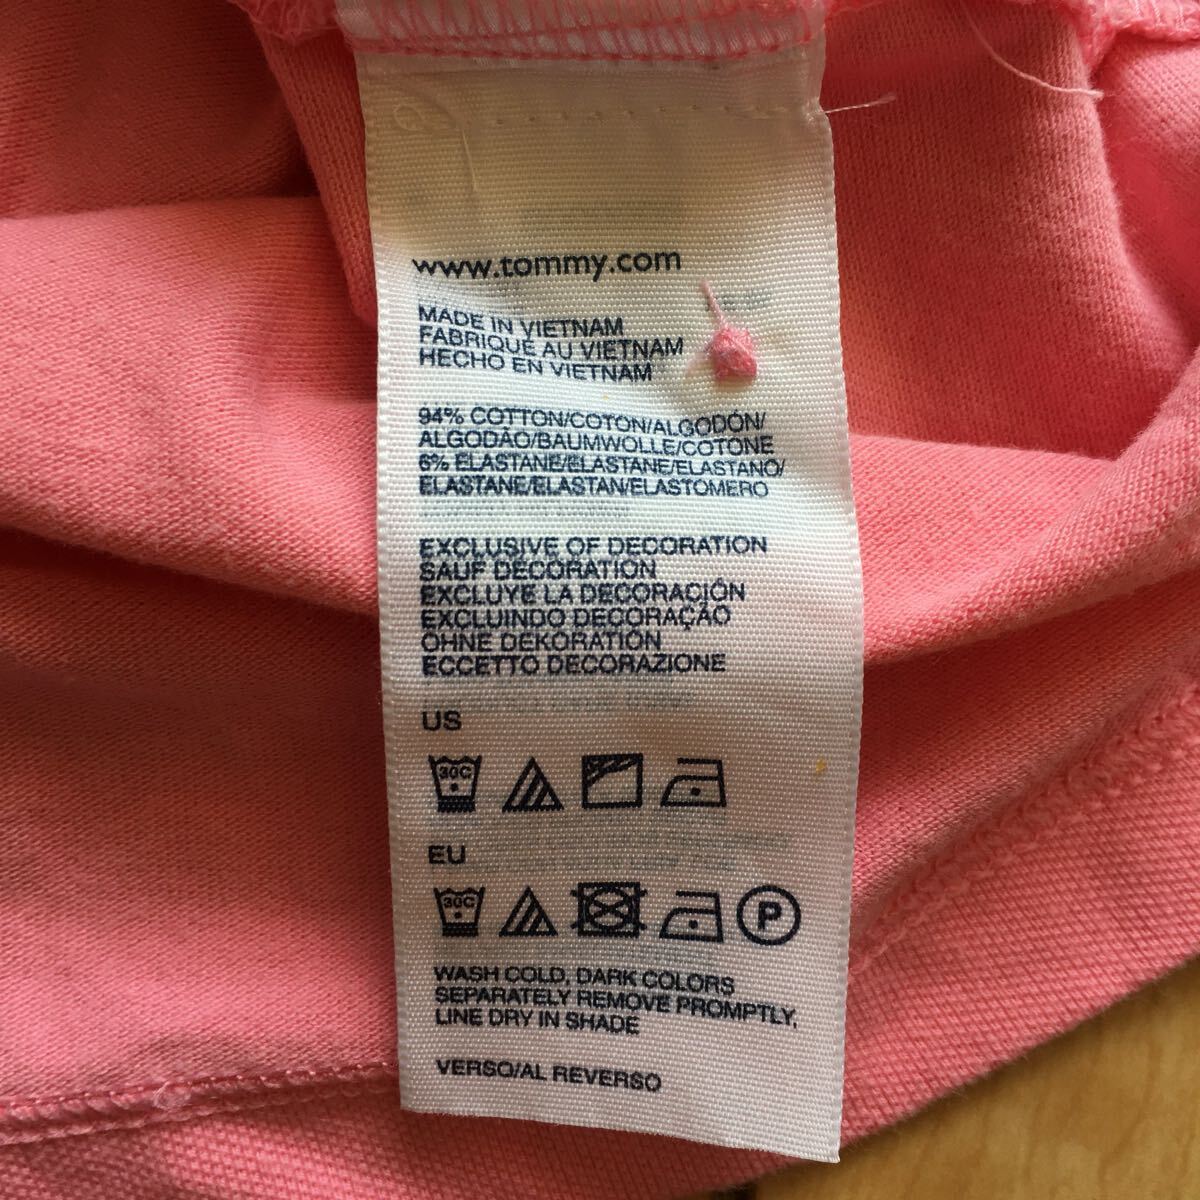 www.tommy.com
MADE IN VIETNAM
FABRIQUE AU VIETNAM
HECHO EN VIETNAM
94% COTTON/COTON/ALGODÓN/
ALGODÃO/BAUMWOLLE/COTONE
6% ELASTANE/ELASTANE/ELASTANO/
ELASTANE/ELASTAN/ELASTOMERO
EXCLUSIVE OF DECORATION
SAUF DÉCORATION
EXCLUYE LA DECORACIÓN
EXCLUINDO DECORAÇÃO
OHNE DEKORATION
ECCETTO DECORAZIONE
US
30C
EU
30C P
WASH COLD, DARK COLORS
SEPARATELY REMOVE PROMPTLY,
LINE DRY IN SHADE
VERSO/AL REVERSO